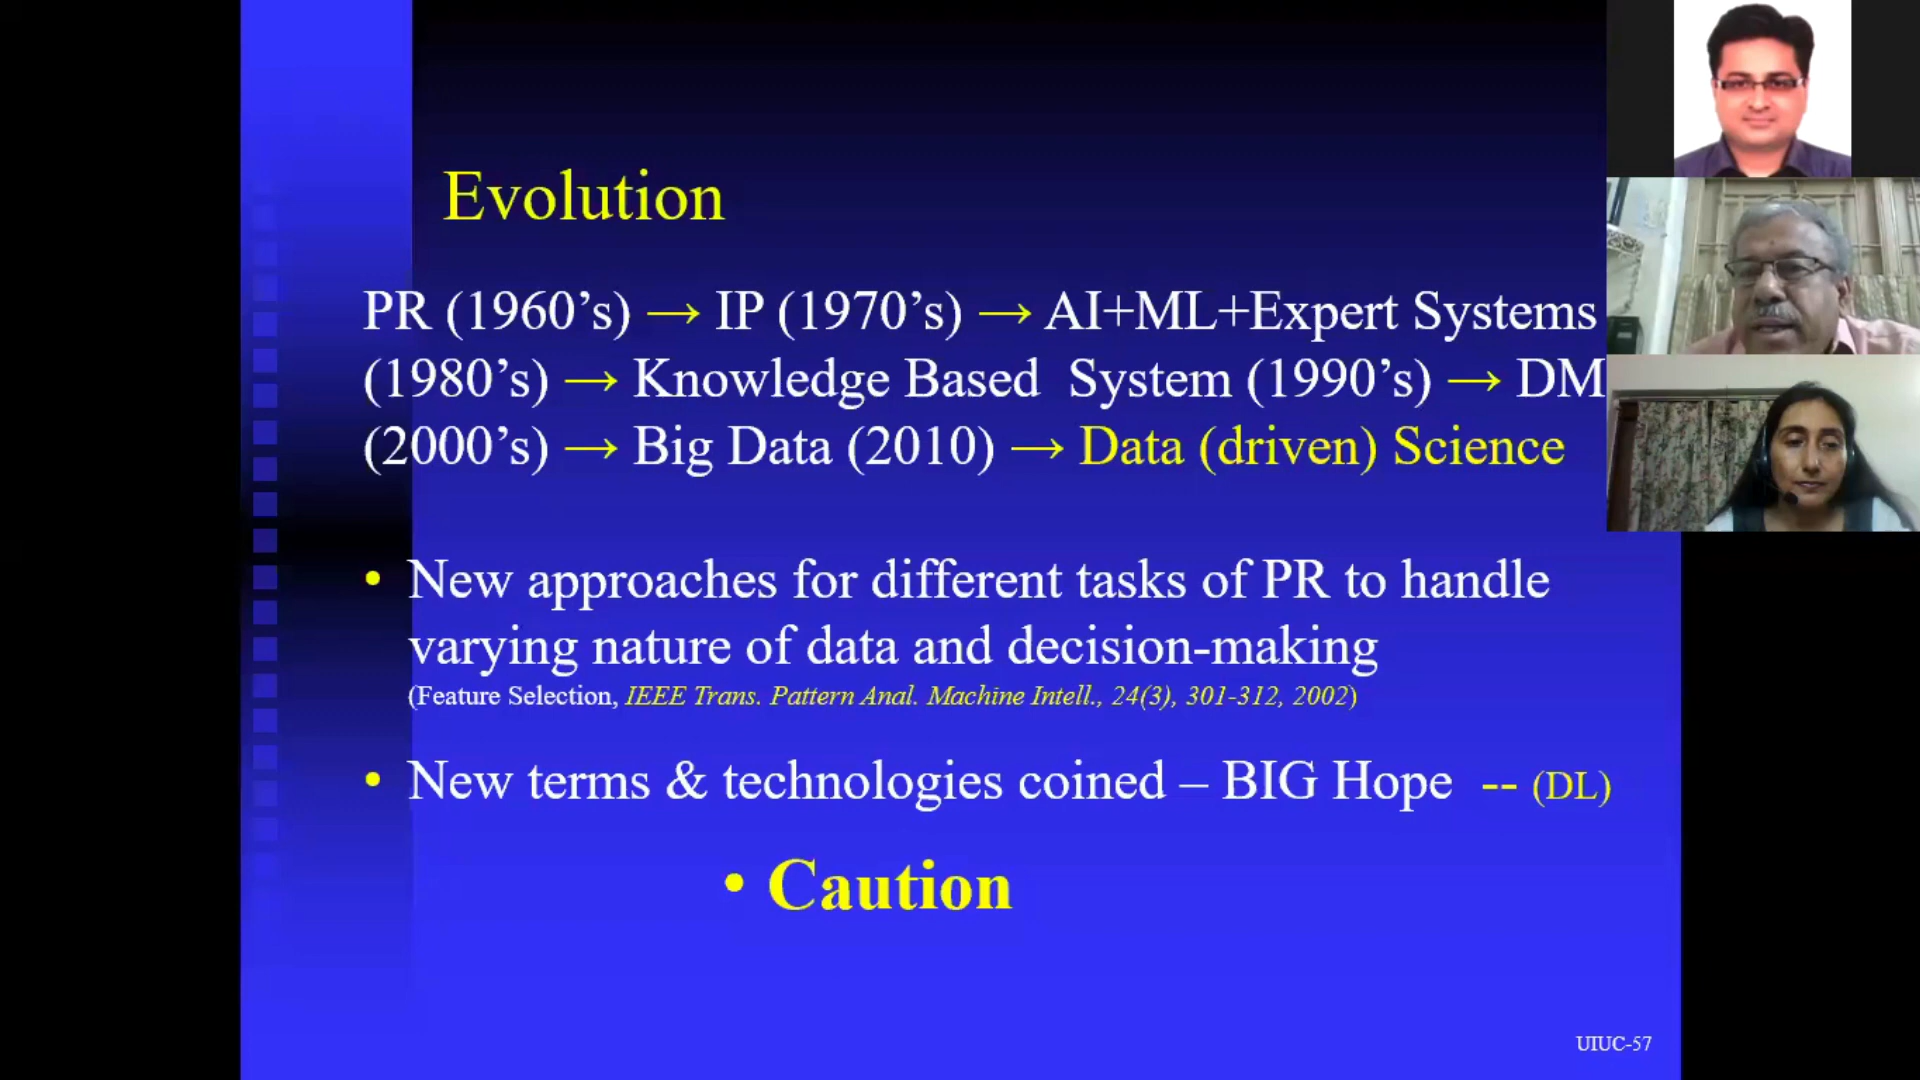 Evolution
PR (1960’s) → IP (1970’s) → AI+ML+Expert Systems
(1980’s) → Knowledge Based System (1990’s) → DM
(2000’s) → Big Data (2010) → Data (driven) Science
• New approaches for different tasks of PR to handle
varying nature of data and decision-making
(Feature Selection, IEEE Trans. Pattern Anal. Machine Intell., 24(3), 301-312, 2002)
• New terms & technologies coined – BIG Hope -- (DL)
• Caution
UIUC-57